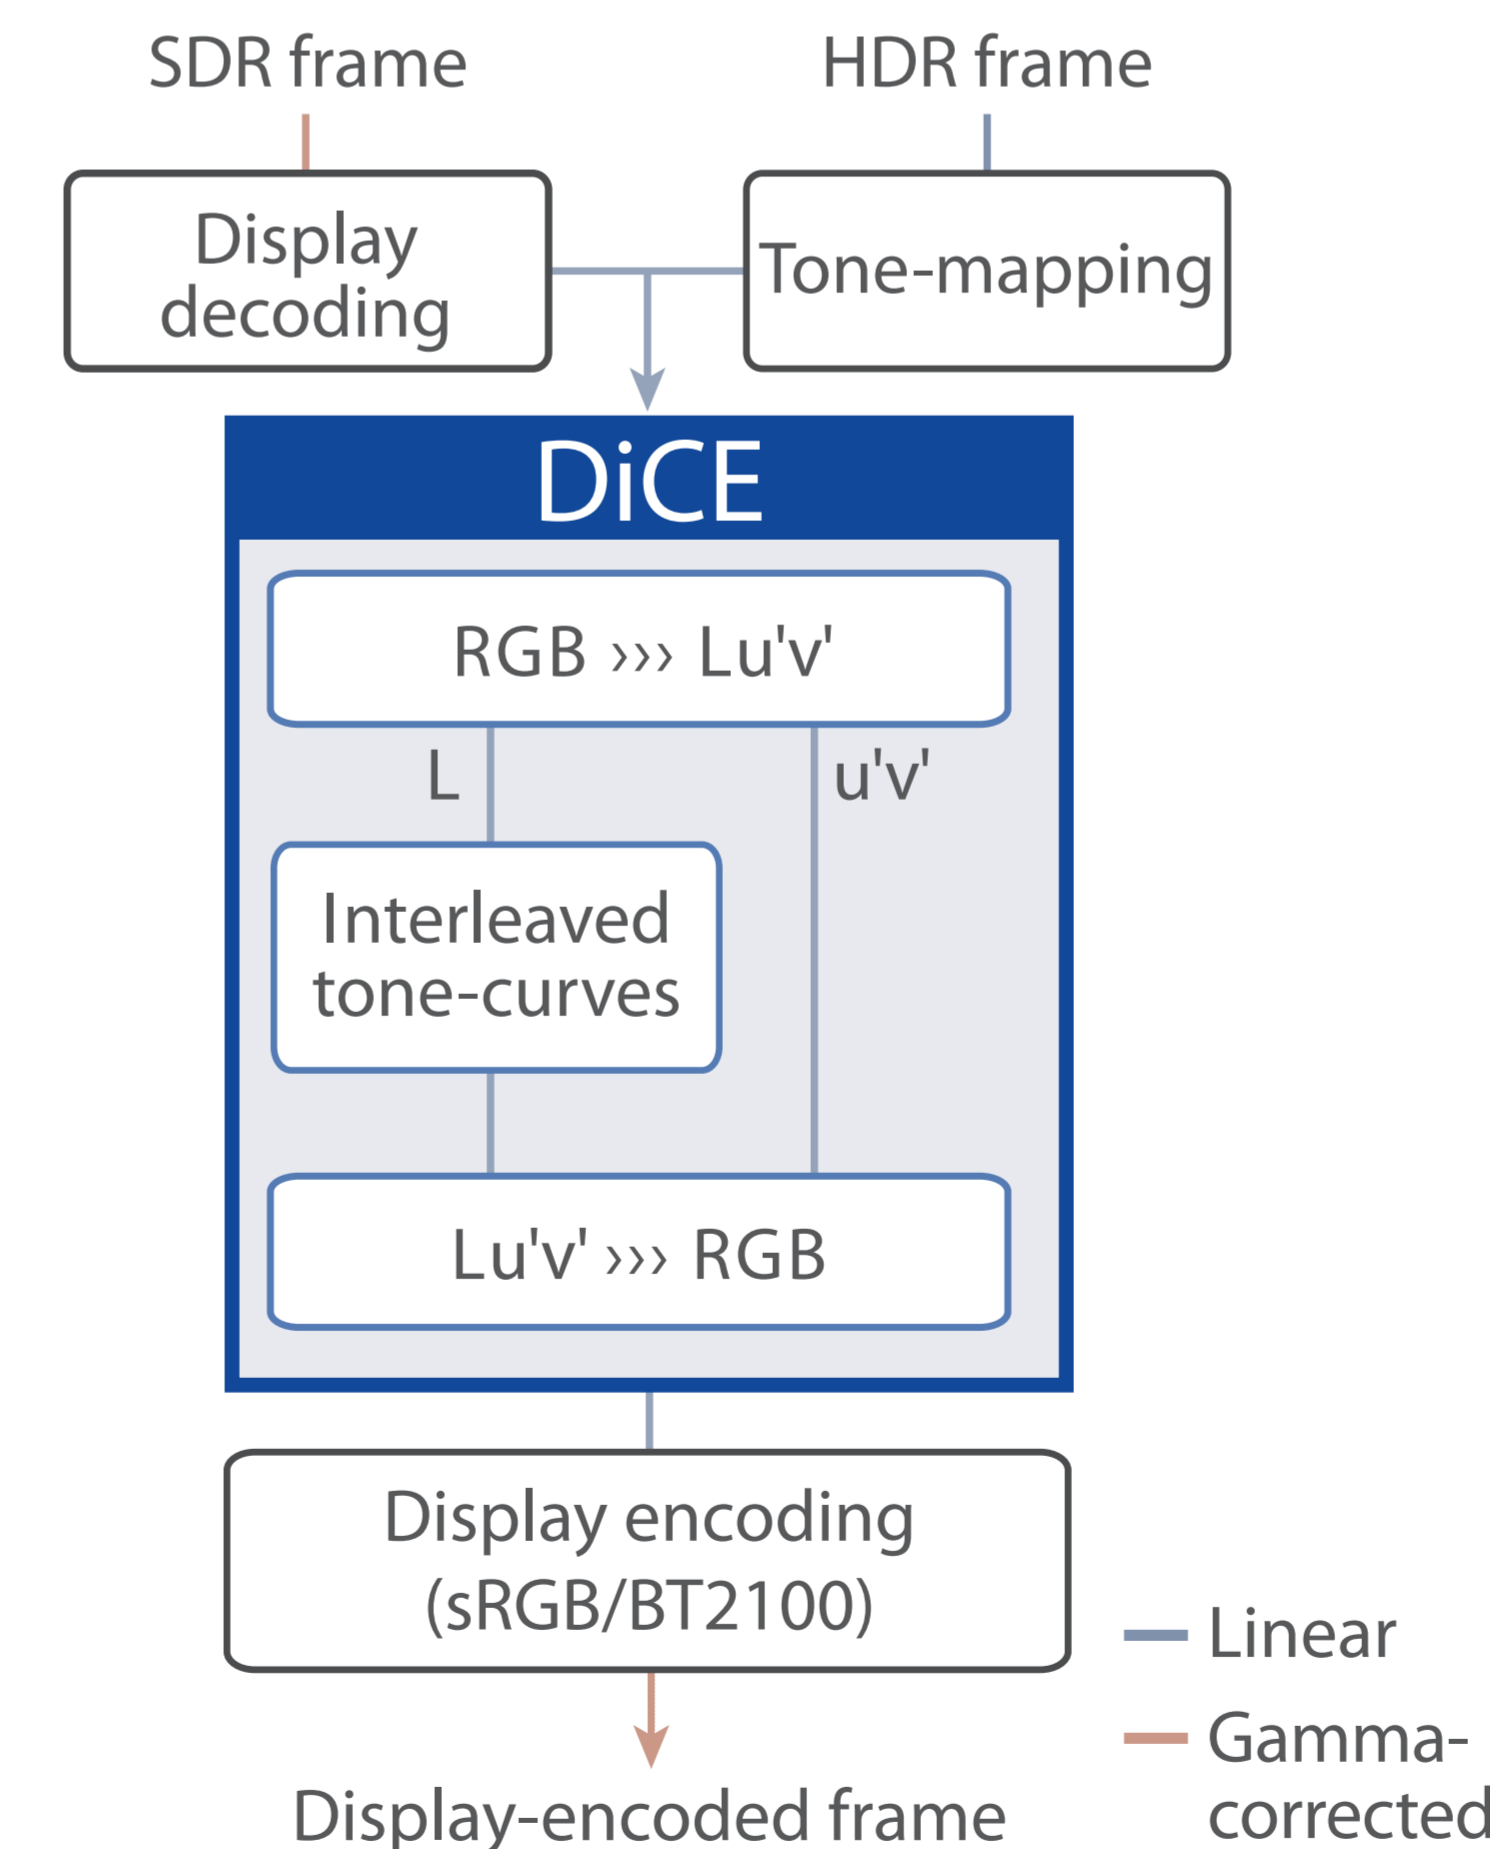 SDR frame
HDR frame
Display
decoding
Tone-mapping
DiCE
RGB ››› Lu'v'
L
u'v'
Interleaved
tone-curves
Lu'v' ››› RGB
Display encoding
(sRGB/BT2100)
Linear
Gamma-
corrected
Display-encoded frame